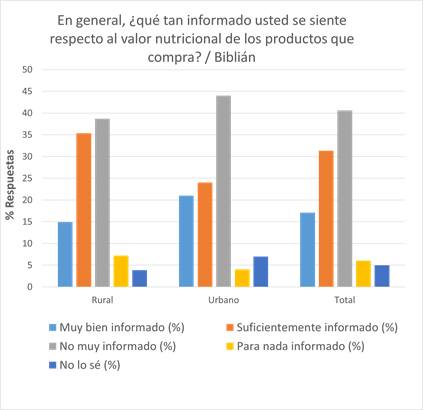 En general, ¿qué tan informado usted se siente
respecto al valor nutricional de los productos que
compra? / Biblián
50
45
40
35
30
25
20
15
10
5
0
% Respuestas
Rural Urbano Total
Muy bien informado (%) Suficientemente informado (%)
No muy informado (%) Para nada informado (%)
No lo sé (%)